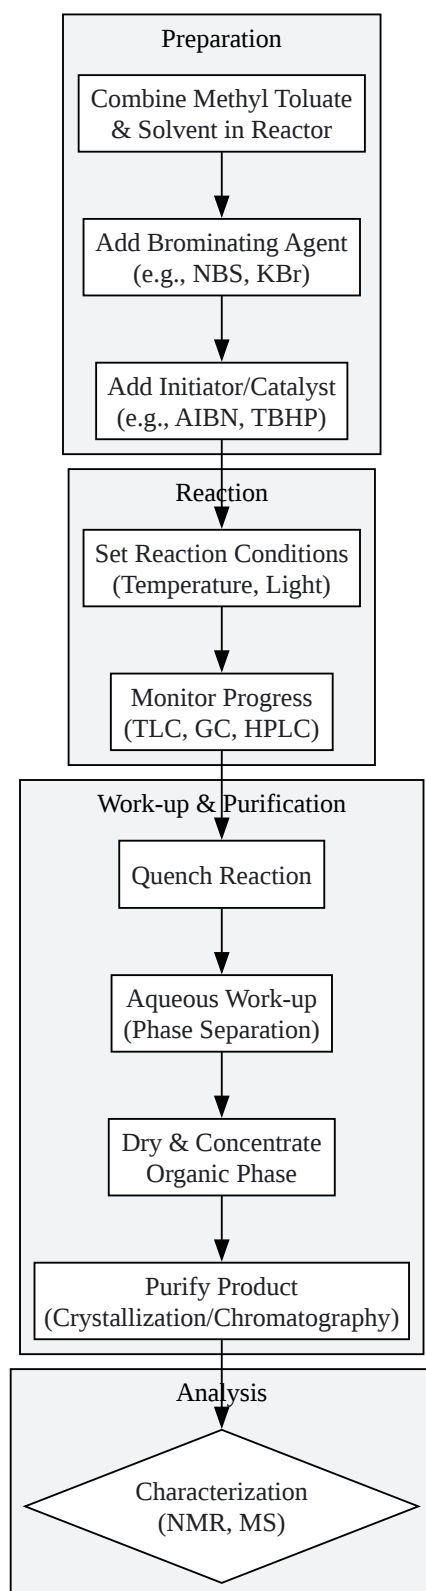 Preparation
Combine Methyl Toluate
& Solvent in Reactor
Add Brominating Agent
(e.g., NBS, KBr)
Add Initiator/Catalyst
(e.g., AIBN, TBHP)
Reaction
Set Reaction Conditions
(Temperature, Light)
Monitor Progress
(TLC, GC, HPLC)
Work-up & Purification
Quench Reaction
Aqueous Work-up
(Phase Separation)
Dry & Concentrate
Organic Phase
Purify Product
(Crystallization/Chromatography)
Analysis
Characterization
(NMR, MS)